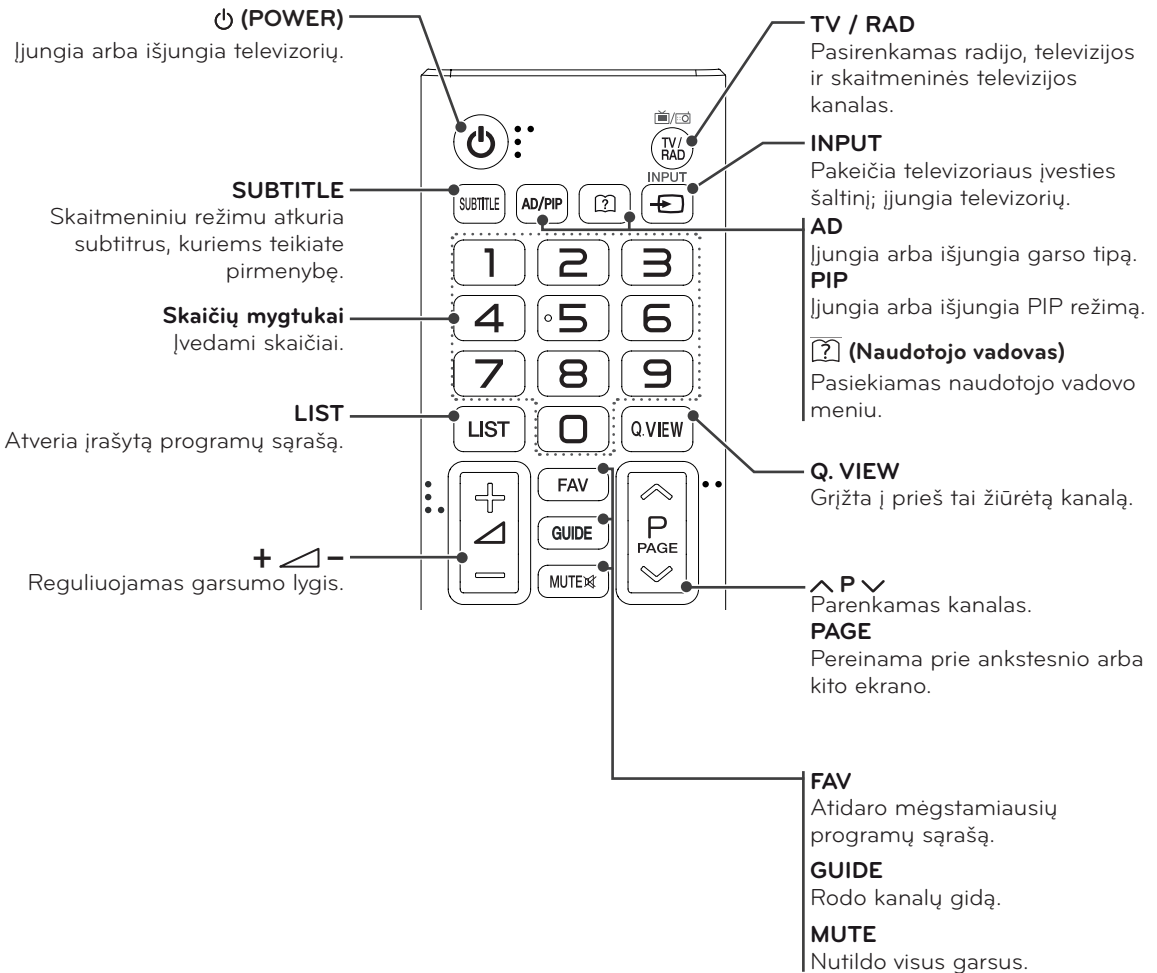 ⏻ (POWER)
Įjungia arba išjungia televizorių.
SUBTITLE
Skaitmeniniu režimu atkuria
subtitrus, kuriems teikiate
pirmenybę.
Skaičių mygtukai
Įvedami skaičiai.
LIST
Atveria įrašytą programų sąrašą.
+ ◿ −
Reguliuojamas garsumo lygis.
TV/
RAD
INPUT
SUBTITLE
AD/PIP
?
1
2
3
4
5
6
7
8
9
LIST
0
Q.VIEW
+
−
FAV
GUIDE
MUTE
P
PAGE
TV / RAD
Pasirenkamas radijo, televizijos
ir skaitmeninės televizijos
kanalas.
INPUT
Pakeičia televizoriaus įvesties
šaltinį; įjungia televizorių.
AD
Įjungia arba išjungia garso tipą.
PIP
Įjungia arba išjungia PIP režimą.
? (Naudotojo vadovas)
Pasiekiamas naudotojo vadovo
meniu.
Q. VIEW
Grįžta į prieš tai žiūrėtą kanalą.
P
Parenkamas kanalas.
PAGE
Pereinama prie ankstesnio arba
kito ekrano.
FAV
Atidaro mėgstamiausių
programų sąrašą.
GUIDE
Rodo kanalų gidą.
MUTE
Nutildo visus garsus.